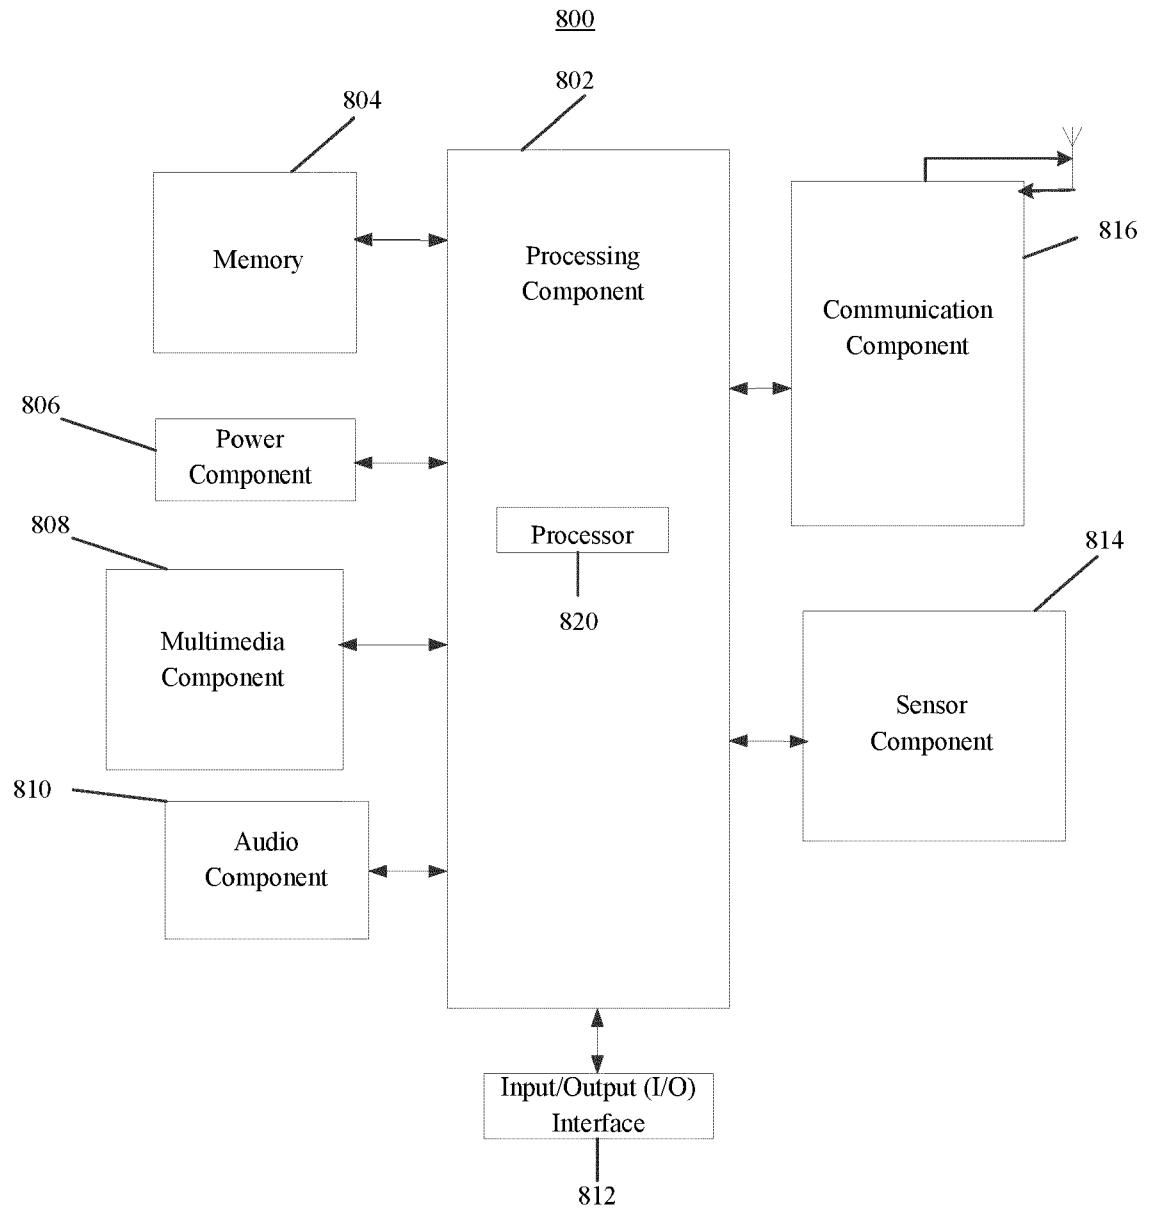 800
802
804
Memory
Processing
Component
816
Communication
Component
806
Power
Component
808
Processor
820
814
Multimedia
Component
Sensor
Component
810
Audio
Component
Input/Output (I/O)
Interface
812